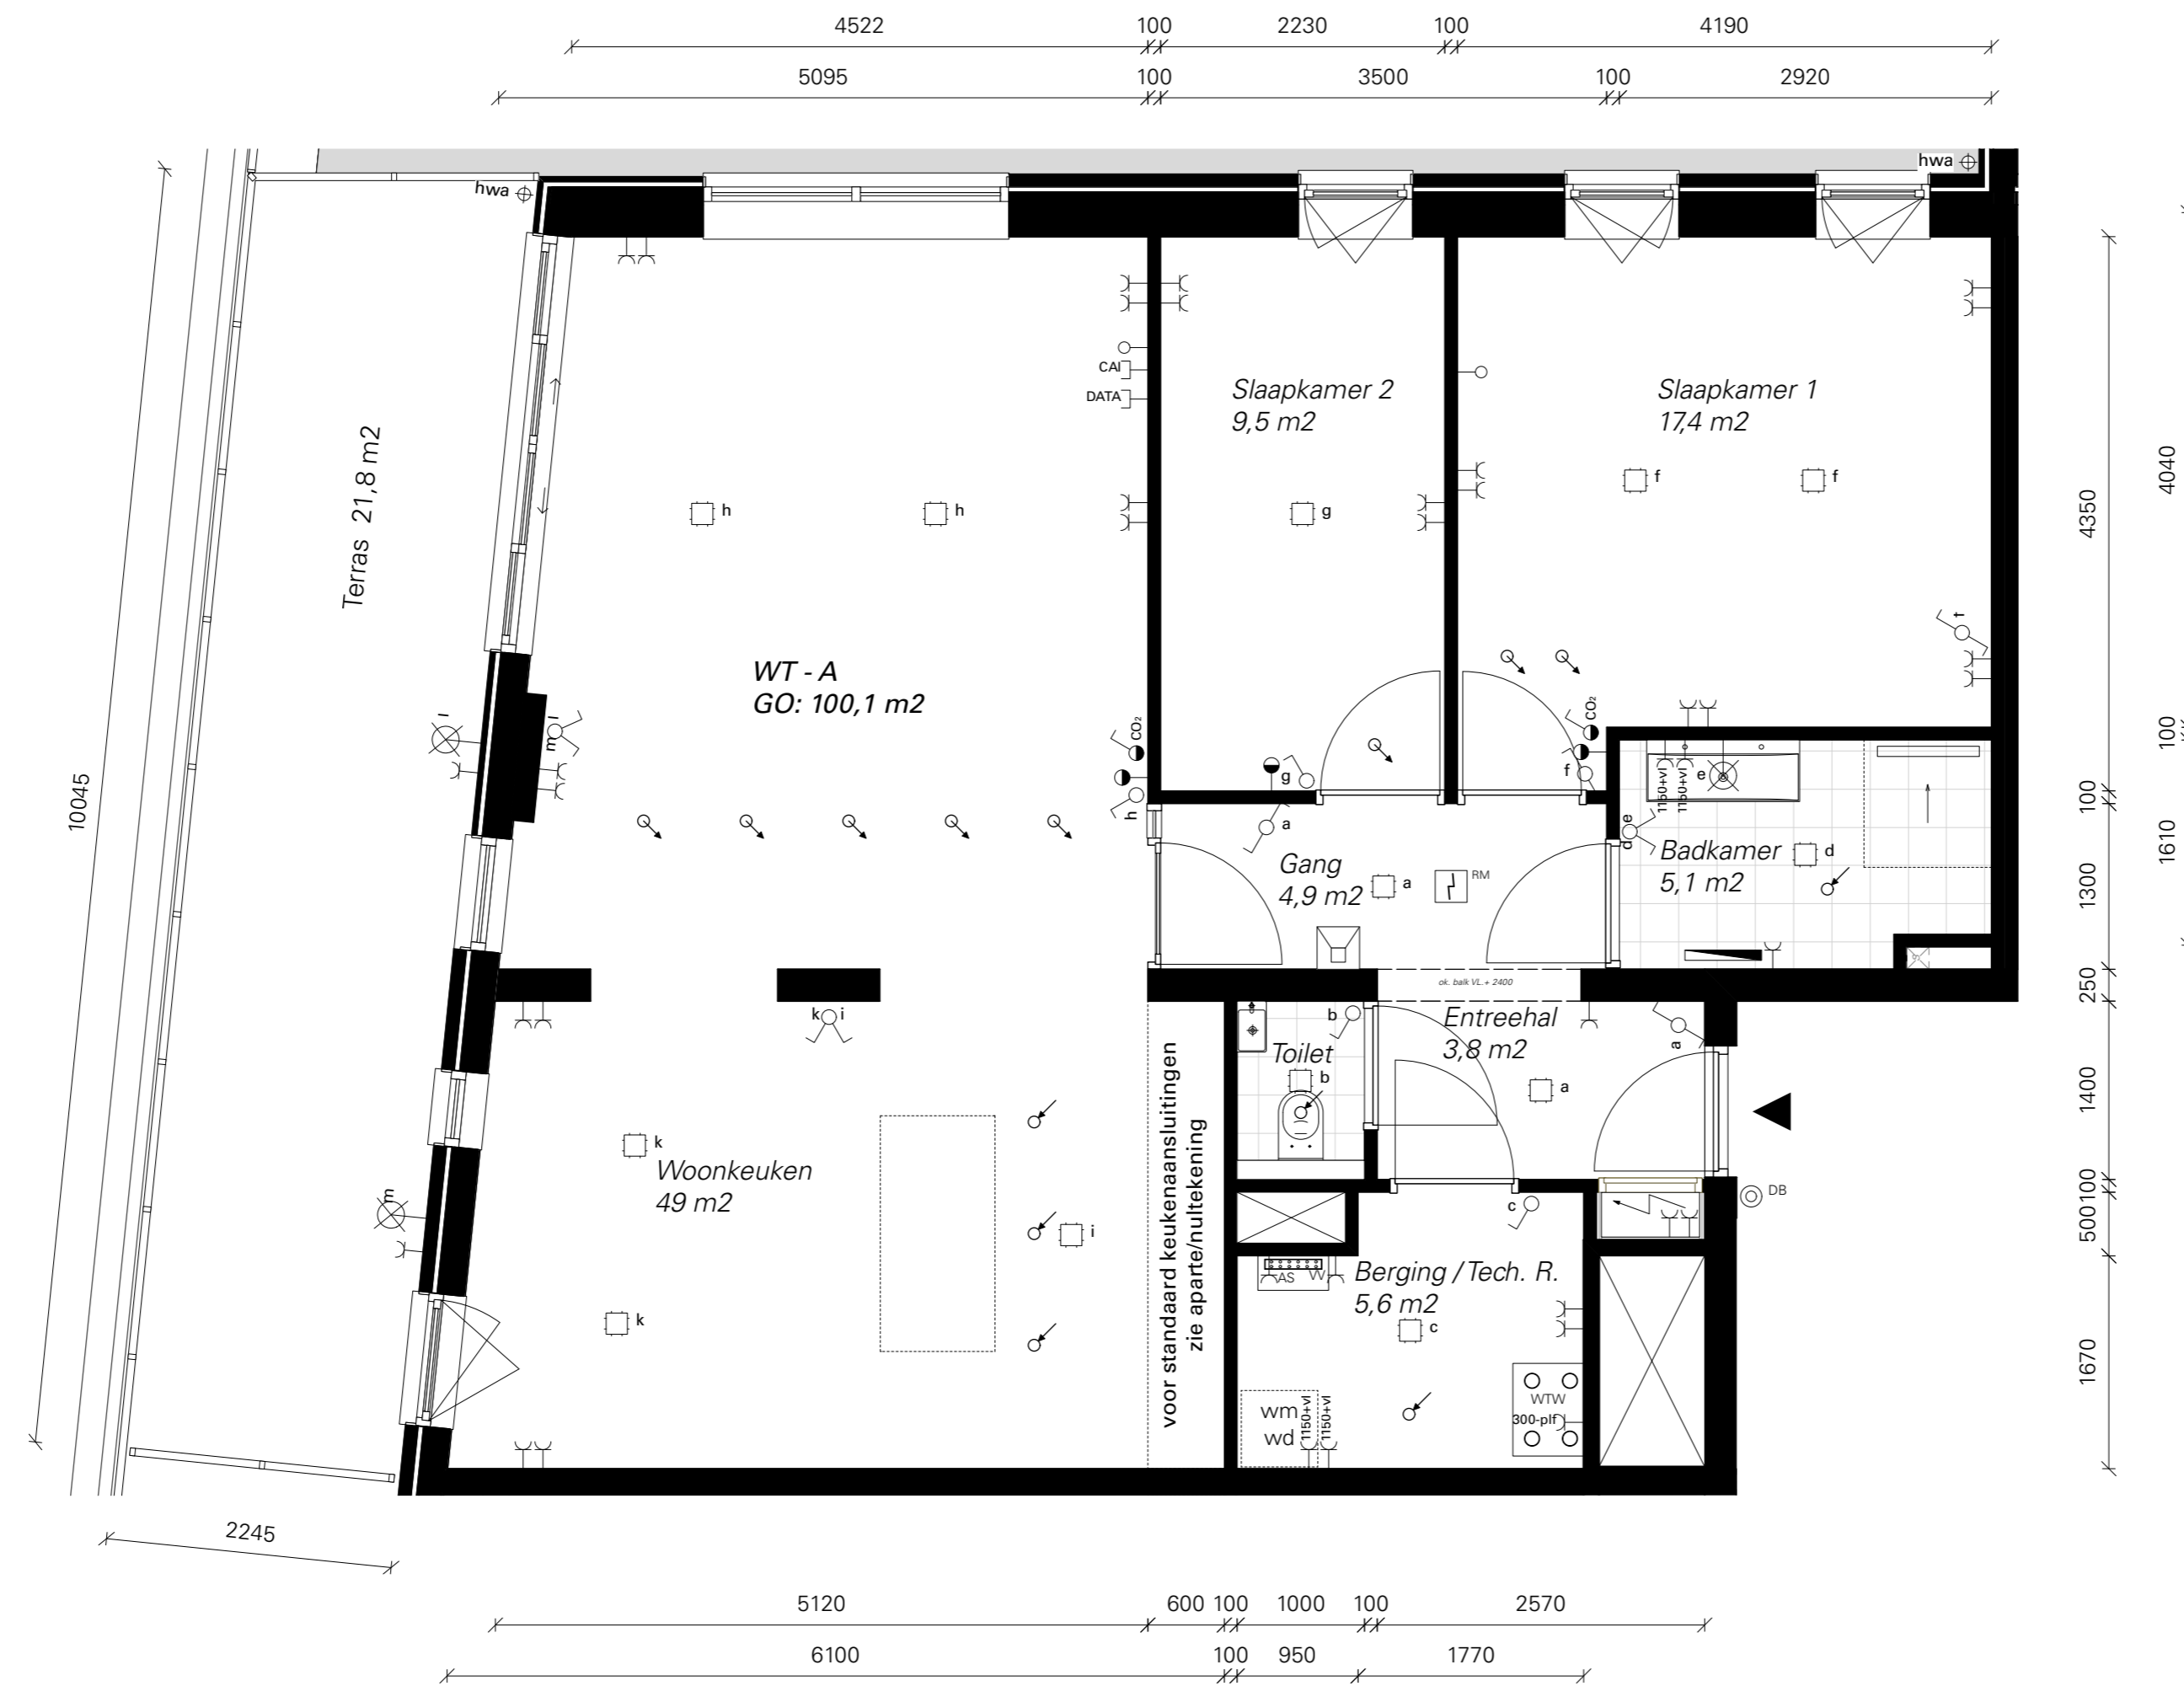 4522 100 2230 100 4190
5095 100 3500 100 2920
hwa
hwa
CAI
DATA
Slaapkamer 2
9,5 m2
Slaapkamer 1
17,4 m2
Terras 21,8 m2
10045
h
h
g
f
f
WT - A
GO: 100,1 m2
l
l
m
CO₂
h
g
CO₂
f
a
e
1150+vl
1150+vl
e
d
Badkamer
5,1 m2
d
Gang
4,9 m2
a
RM
ok. balk VL.+ 2400
k
i
b
Toilet
b
Entreehal
3,8 m2
a
a
DB
k
Woonkeuken
49 m2
m
i
k
voor standaard keukenaansluitingen
zie aparte/nultekening
c
AS
Berging / Tech. R.
5,6 m2
c
wm
wd
1150+vl
1150+vl
WTW
300-plf
4350
100
1300
250
1400
100
500
1670
4040
100
1610
2245
5120 600 100 1000 100 2570
6100 100 950 1770